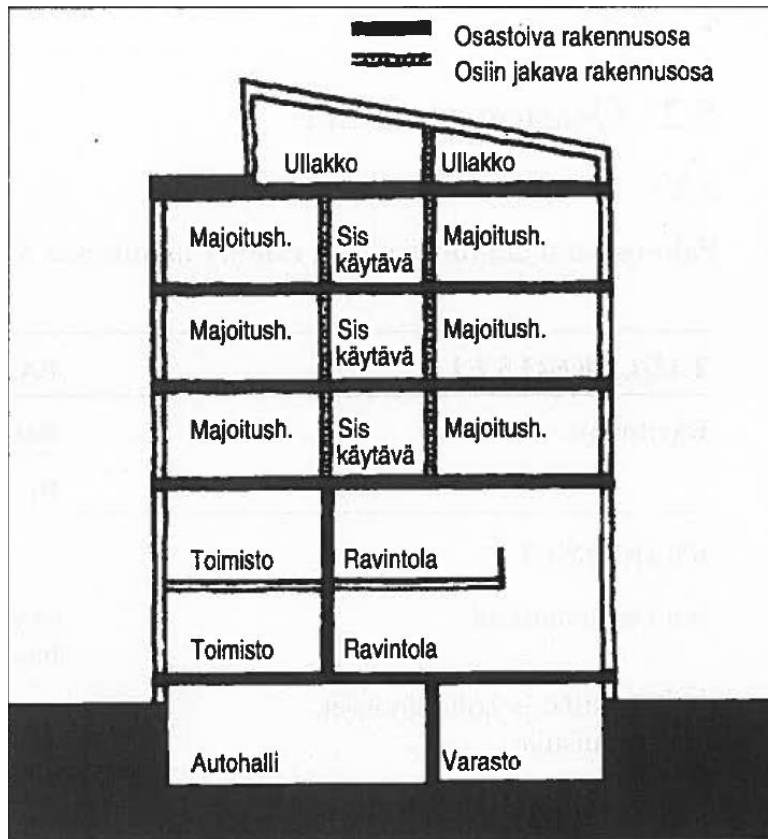 Osastoiva rakennusosa
Osiin jakava rakennusosa
Ullakko
Ullakko
Majoitush.
Sis
käytävä
Majoitush.
Majoitush.
Sis
käytävä
Majoitush.
Majoitush.
Sis
käytävä
Majoitush.
Toimisto
Ravintola
Toimisto
Ravintola
Autohalli
Varasto